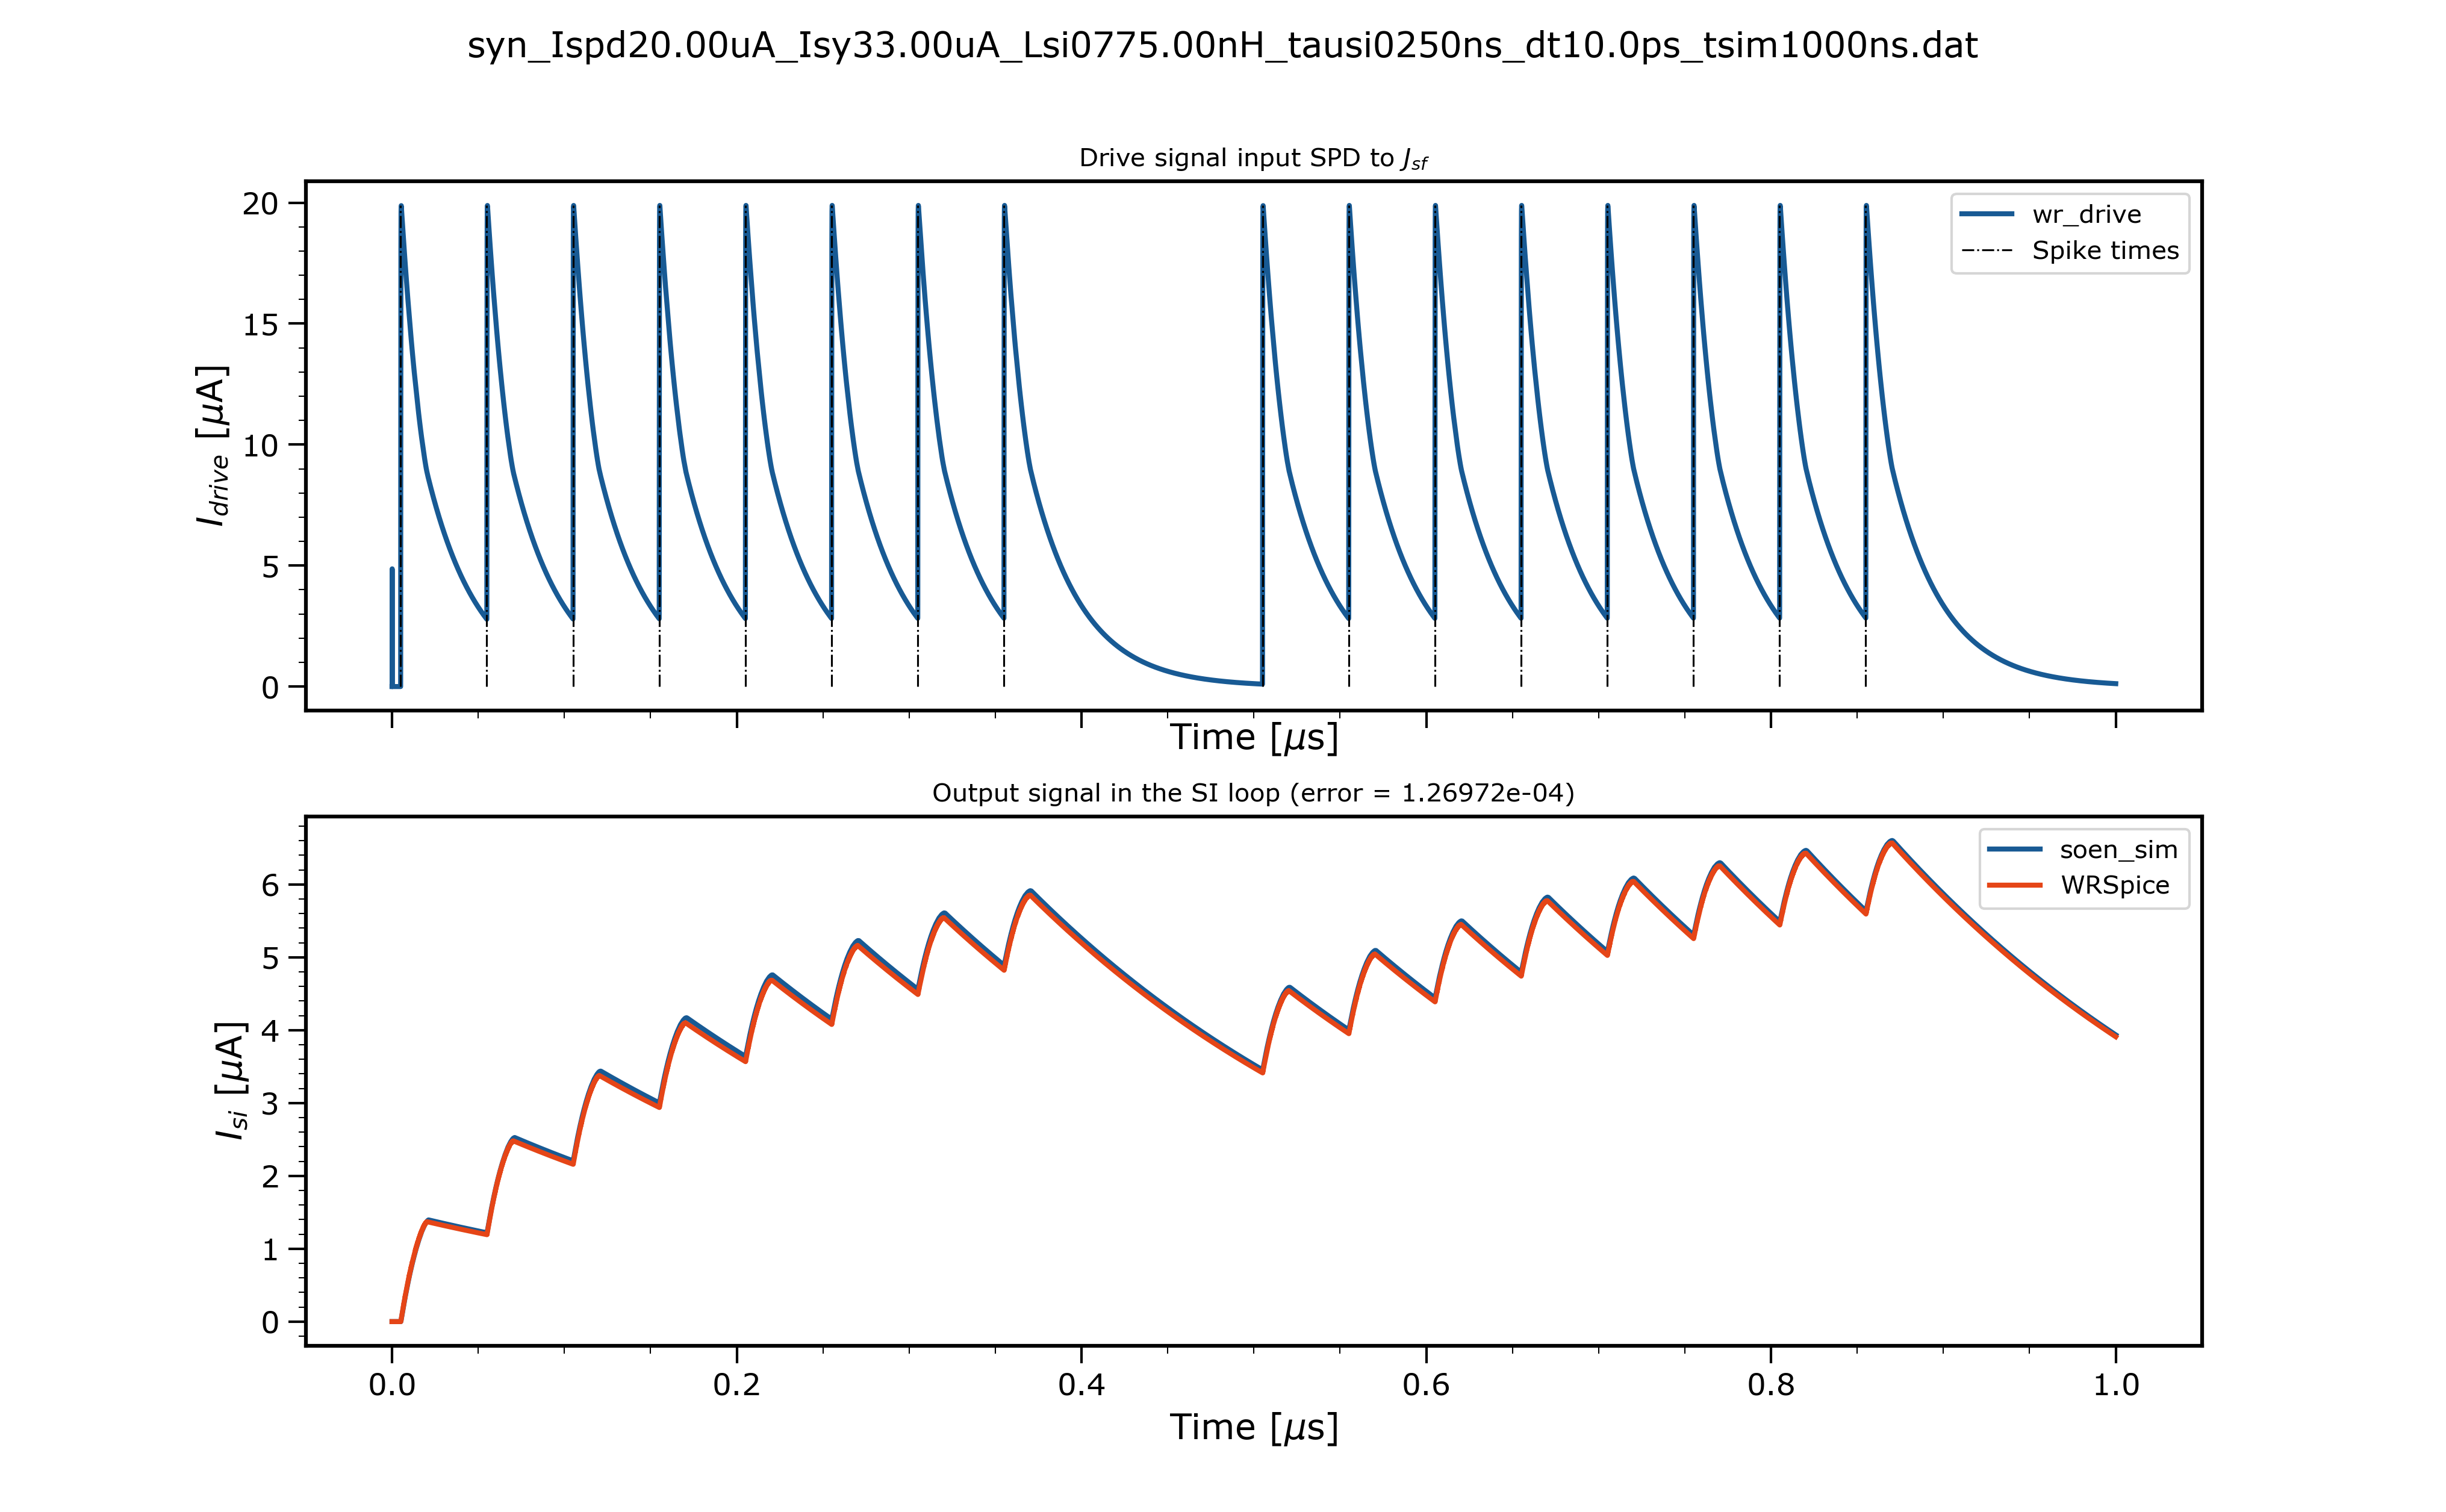 syn_Ispd20.00uA_Isy33.00uA_Lsi0775.00nH_tausi0250ns_dt10.0ps_tsim1000ns.dat
Drive signal input SPD to J_sf
20
15
10
5
0
I_drive [μA]
wr_drive
Spike times
Time [μs]
Output signal in the SI loop (error = 1.26972e-04)
6
5
4
3
2
1
0
I_si [μA]
soen_sim
WRSpice
0.0 0.2 0.4 0.6 0.8 1.0
Time [μs]